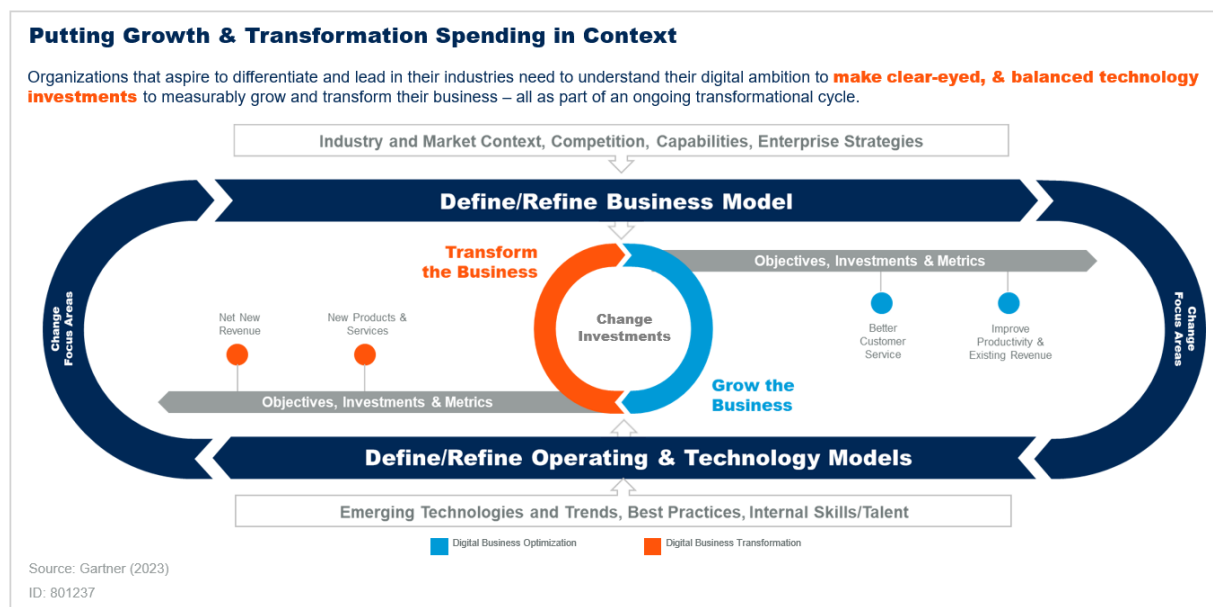 Putting Growth & Transformation Spending in Context
Organizations that aspire to differentiate and lead in their industries need to understand their digital ambition to make clear-eyed, & balanced technology
investments to measurably grow and transform their business – all as part of an ongoing transformational cycle.
Industry and Market Context, Competition, Capabilities, Enterprise Strategies
Define/Refine Business Model
Transform
the Business
Objectives, Investments & Metrics
Change
Focus Areas
Net New
Revenue
New Products &
Services
Change
Investments
Better
Customer
Service
Improve
Productivity &
Existing Revenue
Change
Focus Areas
Objectives, Investments & Metrics
Grow the
Business
Define/Refine Operating & Technology Models
Emerging Technologies and Trends, Best Practices, Internal Skills/Talent
Digital Business Optimization
Digital Business Transformation
Source: Gartner (2023)
ID: 801237